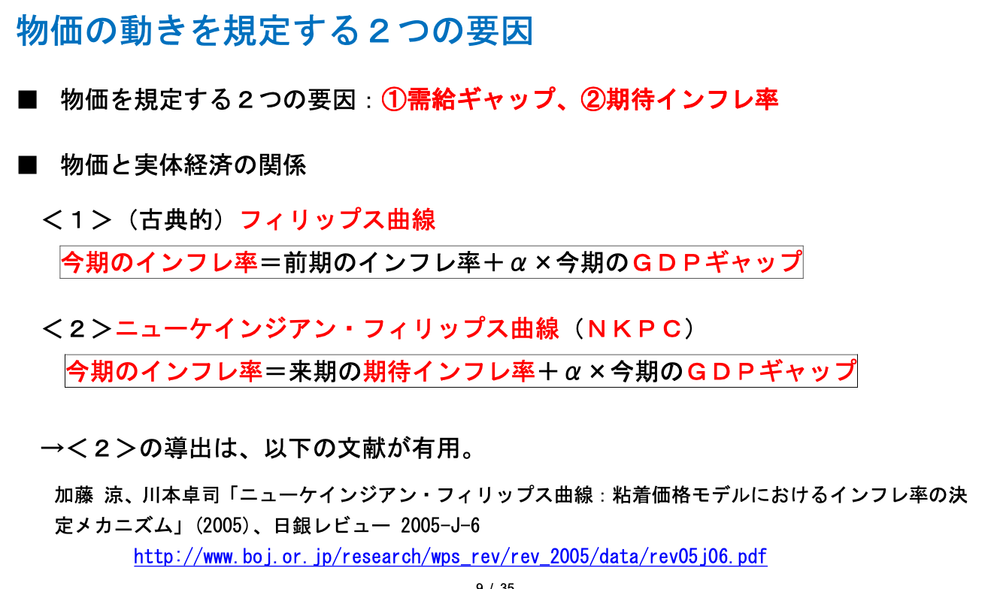 物価の動きを規定する２つの要因
■ 物価を規定する２つの要因：①需給ギャップ、②期待インフレ率
■ 物価と実体経済の関係
＜１＞（古典的）フィリップス曲線
今期のインフレ率＝前期のインフレ率＋α×今期のＧＤＰギャップ
＜２＞ニューケインジアン・フィリップス曲線（ＮＫＰＣ）
今期のインフレ率＝来期の期待インフレ率＋α×今期のＧＤＰギャップ
→＜２＞の導出は、以下の文献が有用。
加藤 涼、川本卓司「ニューケインジアン・フィリップス曲線：粘着価格モデルにおけるインフレ率の決
定メカニズム」(2005)、日銀レビュー 2005-J-6
http://www.boj.or.jp/research/wps_rev/rev_2005/data/rev05j06.pdf
9 / 35